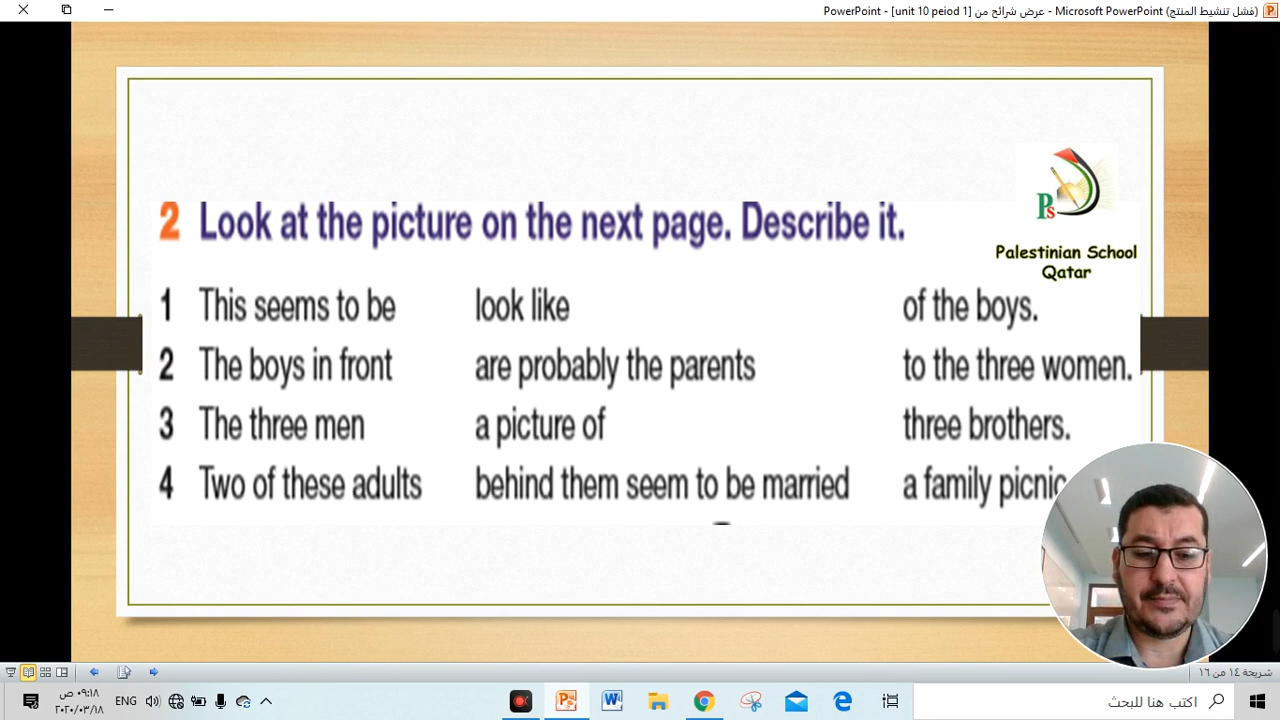 PowerPoint - [unit 10 peiod 1] عرض شرائح من - Microsoft PowerPoint (فشل تنشيط المنتج)
2 Look at the picture on the next page. Describe it.
Ps
Palestinian School
Qatar
1 This seems to be look like of the boys.
2 The boys in front are probably the parents to the three women.
3 The three men a picture of three brothers.
4 Two of these adults behind them seem to be married a family picnic
شريحة ١٤ من ١٦
ENG
٠٩:١٨ ص
اكتب هنا للبحث